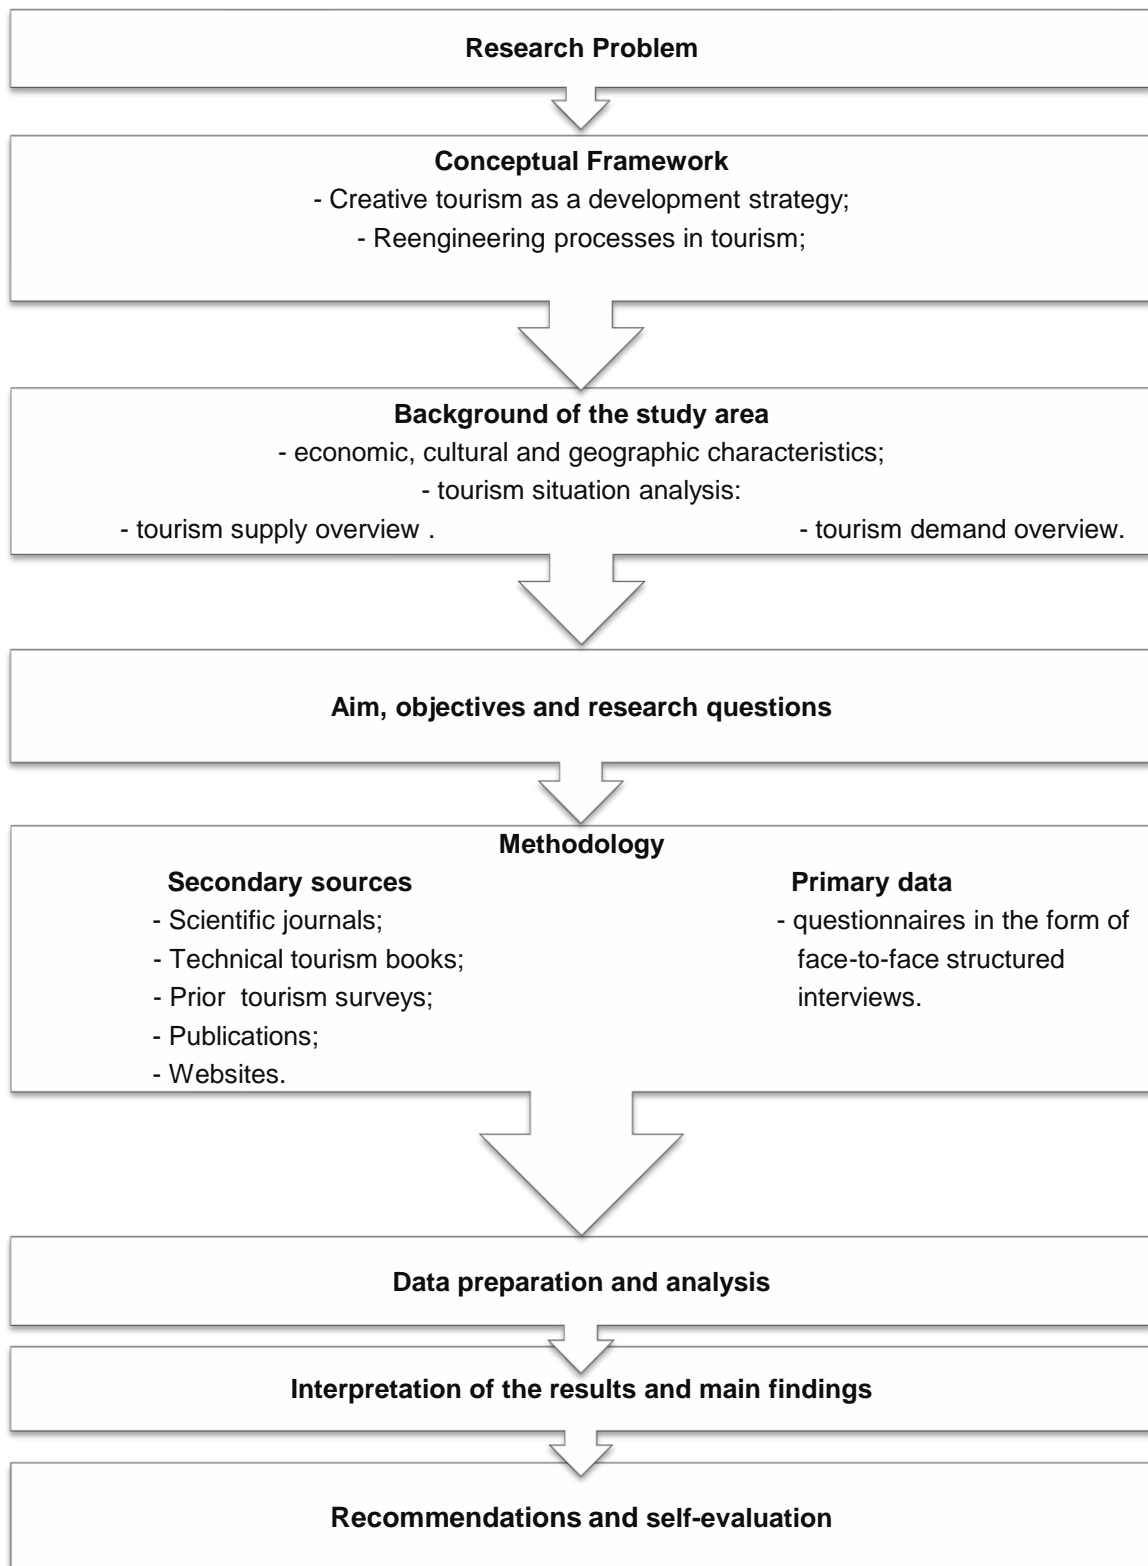 Research Problem
Conceptual Framework
- Creative tourism as a development strategy;
- Reengineering processes in tourism;
Background of the study area
- economic, cultural and geographic characteristics;
- tourism situation analysis:
- tourism supply overview .
- tourism demand overview.
Aim, objectives and research questions
Methodology
Secondary sources
- Scientific journals;
- Technical tourism books;
- Prior tourism surveys;
- Publications;
- Websites.
Primary data
- questionnaires in the form of
face-to-face structured
interviews.
Data preparation and analysis
Interpretation of the results and main findings
Recommendations and self-evaluation